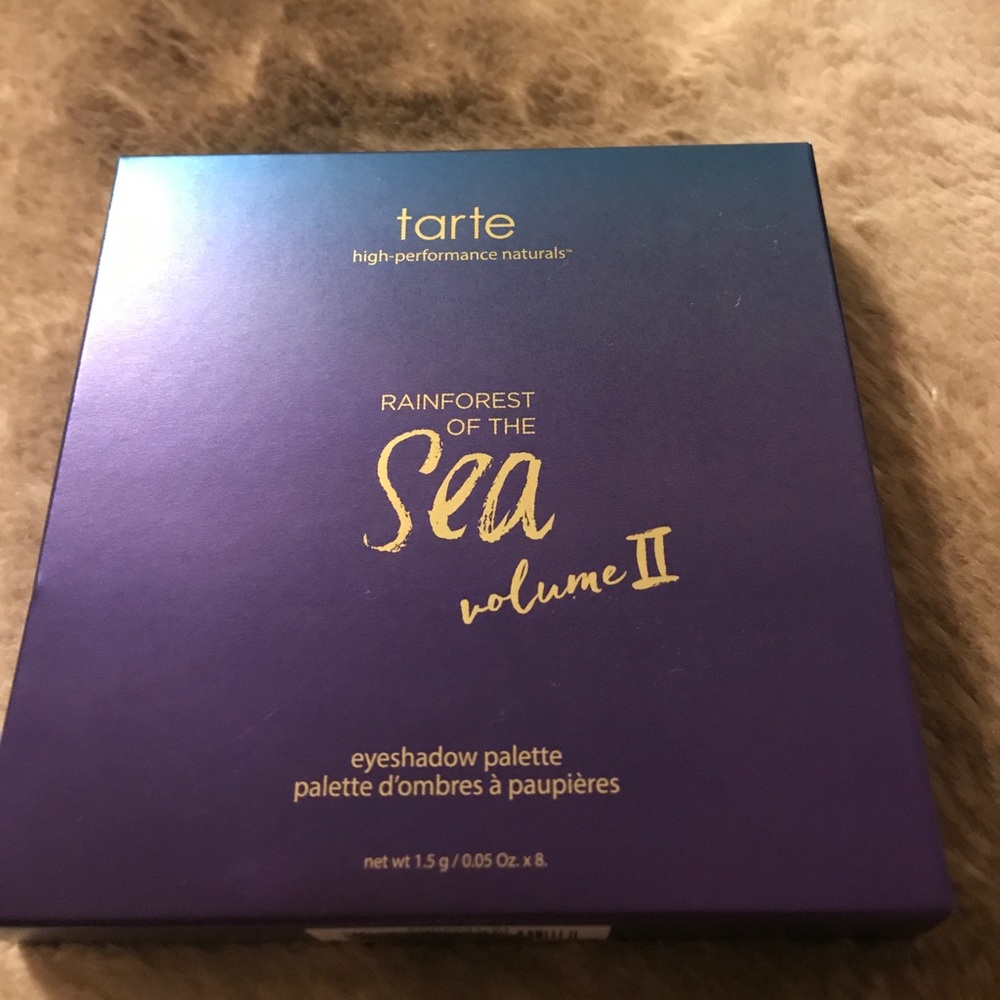 tarte
high-performance naturals™
RAINFOREST
OF THE
Sea
volume II
eyeshadow palette
palette d'ombres à paupières
net wt 1.5 g / 0.05 Oz. x 8.